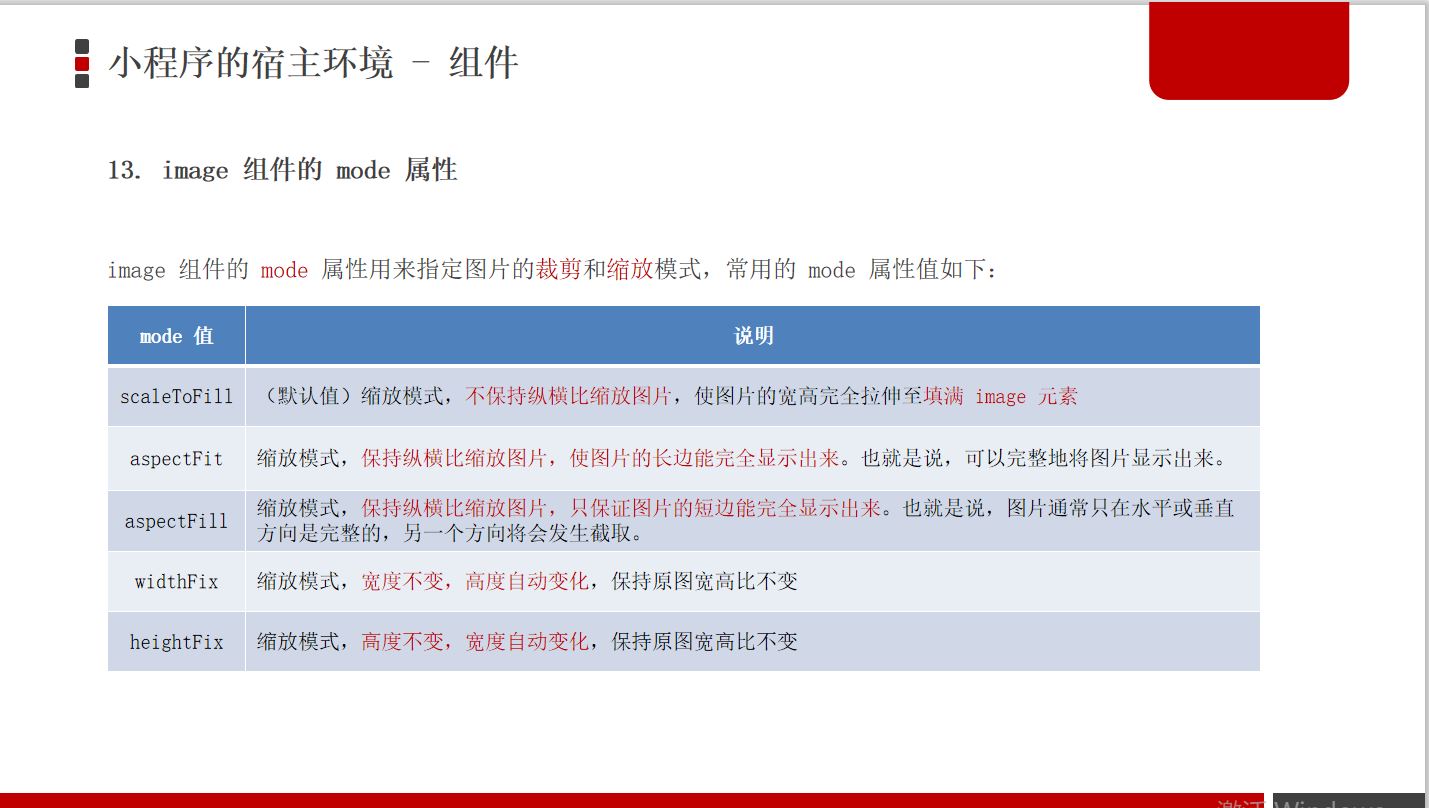 小程序的宿主环境 - 组件
13. image 组件的 mode 属性
image 组件的 mode 属性用来指定图片的裁剪和缩放模式，常用的 mode 属性值如下：
mode 值 说明
scaleToFill （默认值）缩放模式，不保持纵横比缩放图片，使图片的宽高完全拉伸至填满 image 元素
aspectFit 缩放模式，保持纵横比缩放图片，使图片的长边能完全显示出来。也就是说，可以完整地将图片显示出来。
aspectFill 缩放模式，保持纵横比缩放图片，只保证图片的短边能完全显示出来。也就是说，图片通常只在水平或垂直
方向是完整的，另一个方向将会发生截取。
widthFix 缩放模式，宽度不变，高度自动变化，保持原图宽高比不变
heightFix 缩放模式，高度不变，宽度自动变化，保持原图宽高比不变
激活 Windows